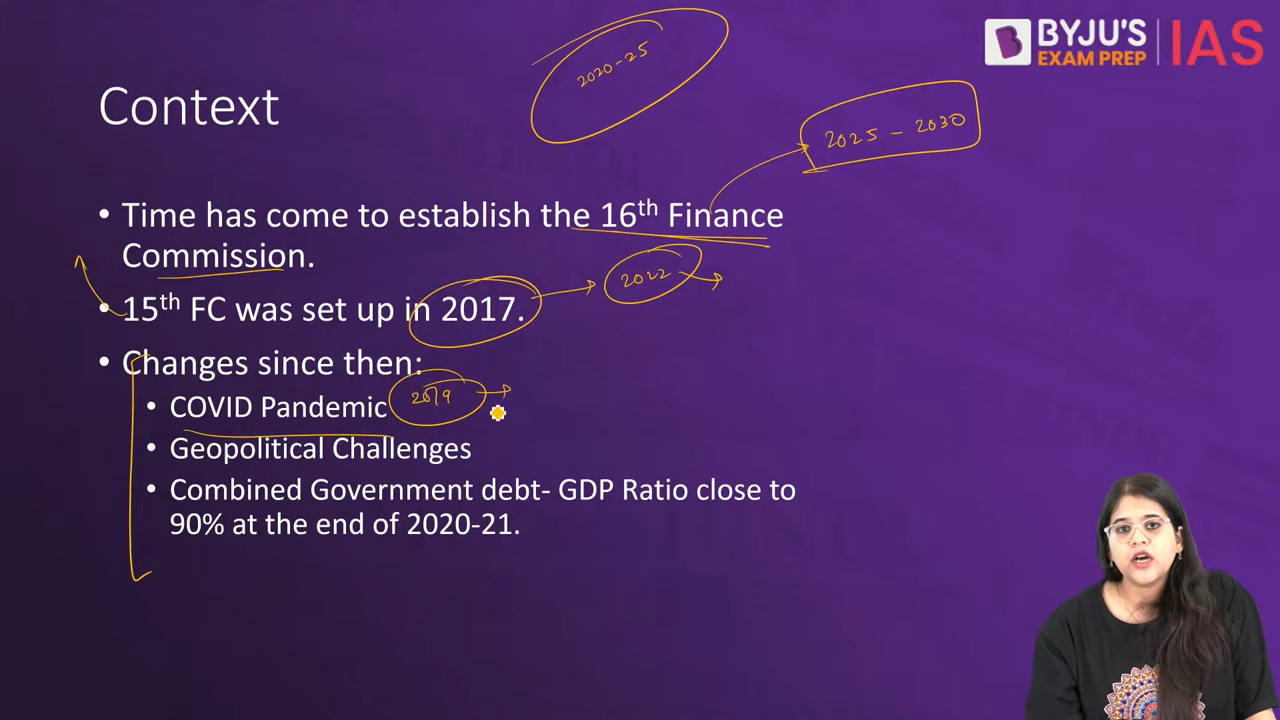 2020-25
BYJU'S
EXAM PREP
IAS
Context
2025 - 2030
• Time has come to establish the 16th Finance
Commission.
2022
• 15th FC was set up in 2017.
• Changes since then:
2019
• COVID Pandemic
• Geopolitical Challenges
• Combined Government debt- GDP Ratio close to
90% at the end of 2020-21.